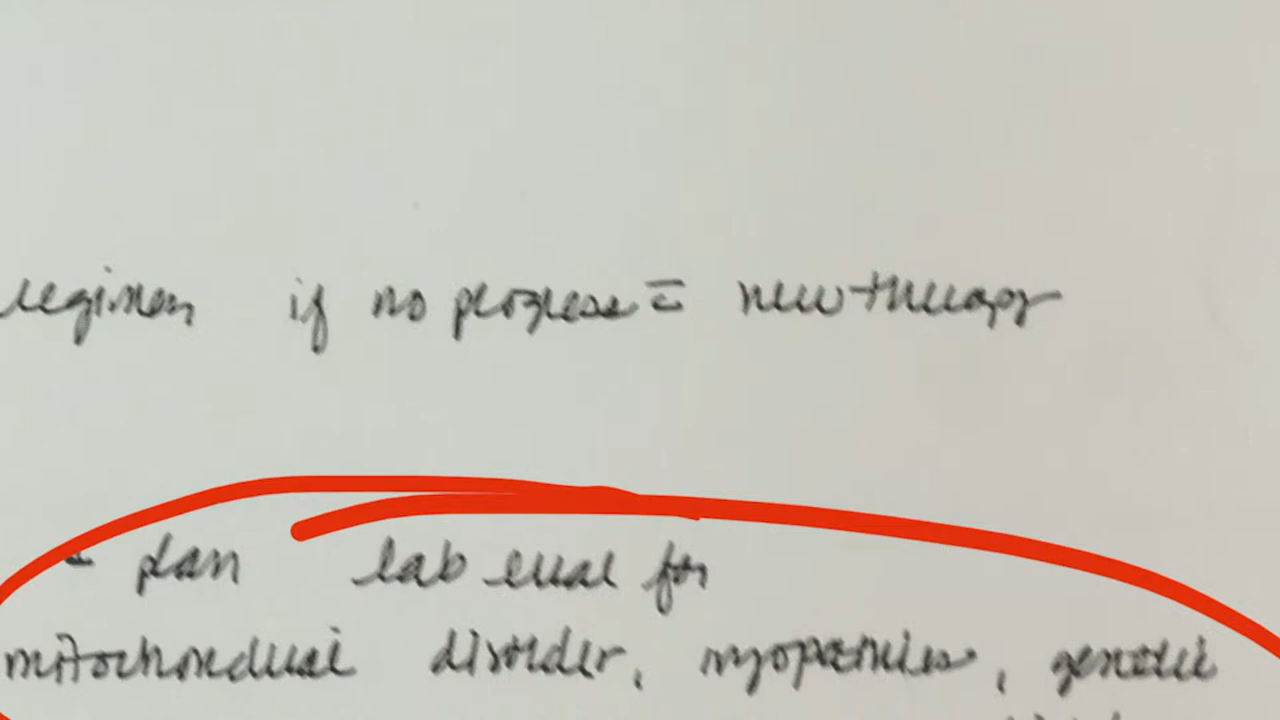 regimen if no progress = new therapy
- plan lab eval for
mitochondrial disorder, myopathies, genetic